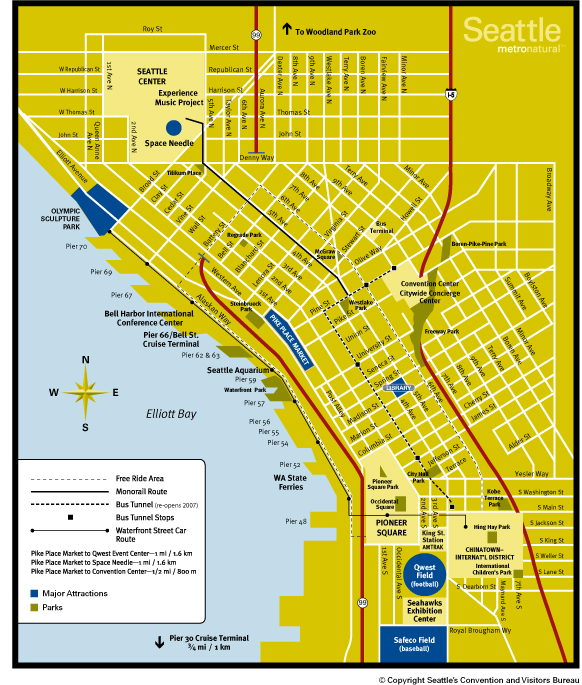 Seattle
metronatural™
99
To Woodland Park Zoo
Roy St
Mercer St
W Republican St
Republican St
SEATTLE
CENTER
W Harrison St
Harrison St
Experience
Music Project
W Thomas St
Thomas St
John St
John St
Space Needle
Denny Way
1st Ave N
Queen Anne
Ave N
2nd Ave N
5th Ave N
Taylor Ave N
6th Ave N
Aurora Ave N
Dexter Ave N
8th Ave N
9th Ave N
Westlake Ave N
Terry Ave N
Boren Ave N
Fairview Ave N
Minor Ave N
I-5
Broadway Ave
Elliott Avenue
Tilikum Place
Broad St
Clay St
Cedar St
Vine St
Wall St
Battery St
Bell St
Blanchard St
Lenora St
Virginia St
Stewart St
Olive Way
Howell St
8th Ave
7th Ave
6th Ave
5th Ave
9th Ave
Terry Ave
Minor Ave
4th Ave
3rd Ave
2nd Ave
1st Ave
Western Ave
Alaskan Way
OLYMPIC
SCULPTURE
PARK
Regrade Park
Bus
Terminal
McGraw
Square
Boren-Pike-Pine Park
Pier 70
Pier 69
Pier 67
Bell Harbor International
Conference Center
Pier 66/Bell St.
Cruise Terminal
Pier 62 & 63
Seattle Aquarium
Pier 59
Waterfront Park
Pier 57
Pier 56
Pier 55
Pier 54
Pier 52
WA State
Ferries
Pier 48
Steinbrueck
Park
PIKE PLACE MARKET
Westlake
Park
Convention Center
Citywide Concierge
Center
Freeway Park
Summit Ave
Boylston Ave
Minor Ave
Boren Ave
Terry Ave
9th Ave
8th Ave
7th Ave
6th Ave
5th Ave
4th Ave
Pine St
Pike St
Union St
University St
Seneca St
Spring St
LIBRARY
Madison St
Marion St
Columbia St
Cherry St
James St
Jefferson St
Terrace
Alder St
Post Alley
Yesler Way
City Hall
Park
Pioneer
Square Park
Occidental
Square
PIONEER
SQUARE
2nd Ave S
3rd Ave S
King St.
Station
AMTRAK
Kobe
Terrace
Park
Hing Hay Park
CHINATOWN–
INTERNAT'L DISTRICT
International
Children's Park
S Washington St
S Main St
S Jackson St
S King St
S Weller St
S Lane St
S Dearborn St
Maynard Ave S
7th Ave S
1st Ave S
Occidental Ave S
Qwest
Field
(football)
Seahawks
Exhibition
Center
Royal Brougham Wy
Safeco Field
(baseball)
99
N
W
E
S
Elliott Bay
Free Ride Area
Monorail Route
Bus Tunnel (re-opens 2007)
Bus Tunnel Stops
Waterfront Street Car
Route
Pike Place Market to Qwest Event Center—1 mi / 1.6 km
Pike Place Market to Space Needle—1 mi / 1.6 km
Pike Place Market to Convention Center—1/2 mi / 800 m
Major Attractions
Parks
Pier 30 Cruise Terminal
¾ mi / 1 km
© Copyright Seattle's Convention and Visitors Bureau